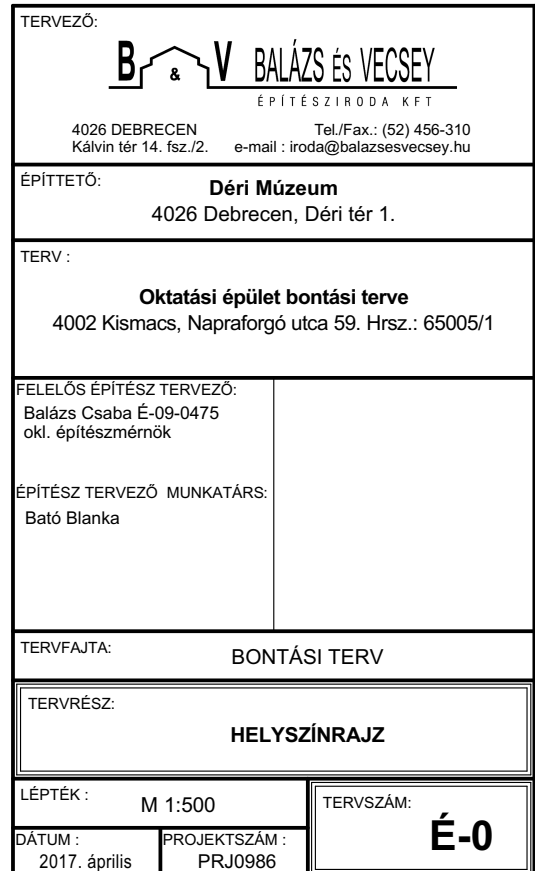 TERVEZŐ:
B & V BALÁZS ÉS VECSEY
ÉPÍTÉSZIRODA KFT
4026 DEBRECEN Tel./Fax.: (52) 456-310
Kálvin tér 14. fsz./2. e-mail : iroda@balazsesvecsey.hu
ÉPÍTTETŐ:
Déri Múzeum
4026 Debrecen, Déri tér 1.
TERV :
Oktatási épület bontási terve
4002 Kismacs, Napraforgó utca 59. Hrsz.: 65005/1
FELELŐS ÉPÍTÉSZ TERVEZŐ:
Balázs Csaba É-09-0475
okl. építészmérnök
ÉPÍTÉSZ TERVEZŐ MUNKATÁRS:
Bató Blanka
TERVFAJTA:
BONTÁSI TERV
TERVRÉSZ:
HELYSZÍNRAJZ
LÉPTÉK :
M 1:500
TERVSZÁM:
É-0
DÁTUM :
2017. április
PROJEKTSZÁM :
PRJ0986